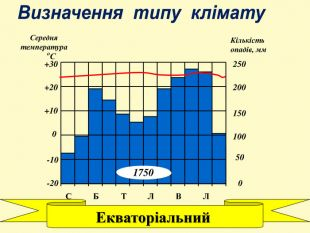 Визначення типу клімату
Середня температура °С
Кількість опадів, мм
+30
+20
+10
0
-10
-20
250
200
150
100
50
0
1750
С Б Т Л В Л
Екваторіальний